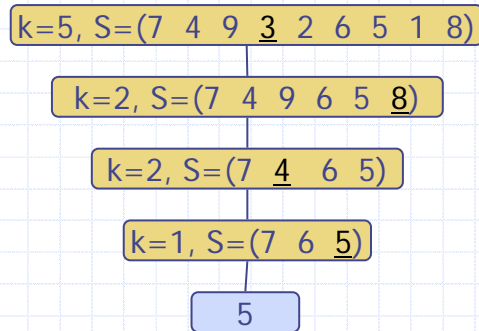 k=5, S=(7 4 9 3 2 6 5 1 8)
k=2, S=(7 4 9 6 5 8)
k=2, S=(7 4 6 5)
k=1, S=(7 6 5)
5